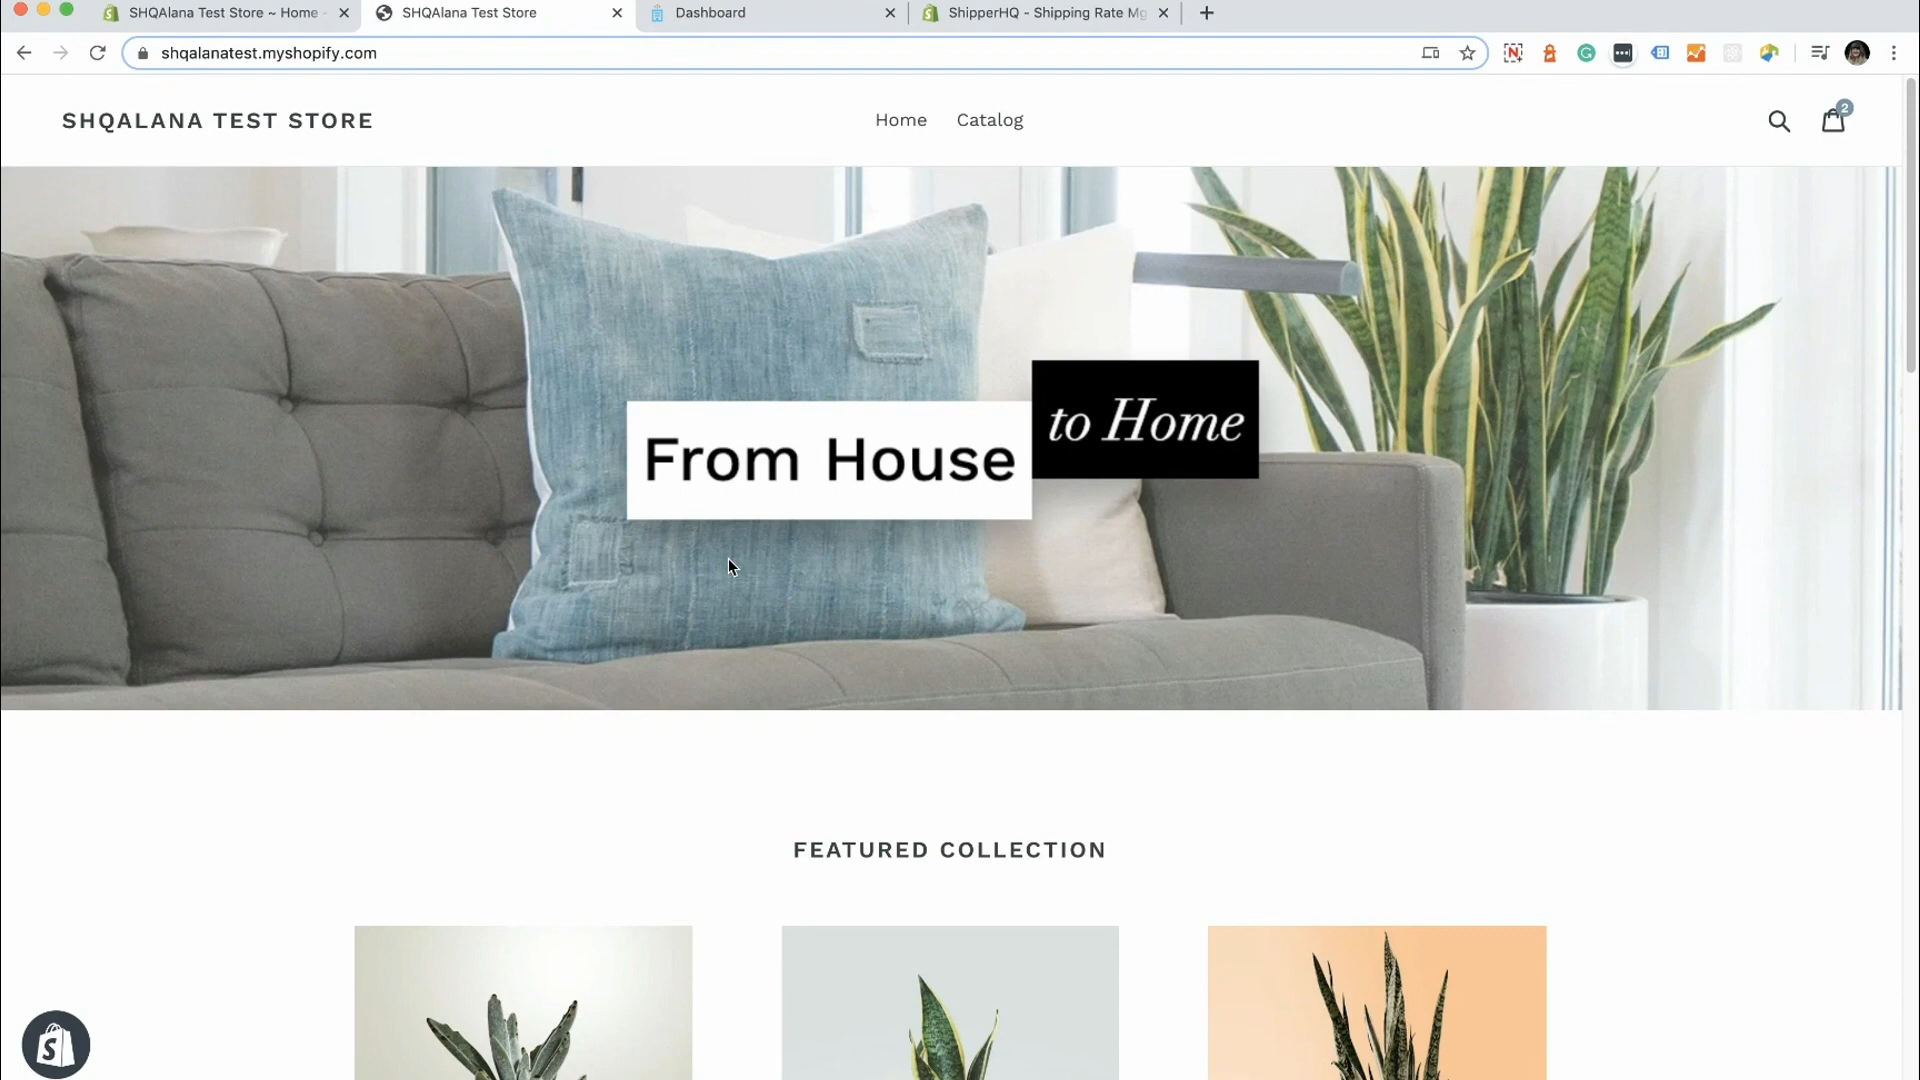 SHQAlana Test Store ~ Home -
SHQAlana Test Store
Dashboard
ShipperHQ - Shipping Rate Mg
shqalanatest.myshopify.com
SHQALANA TEST STORE
Home
Catalog
2
From House
to Home
FEATURED COLLECTION